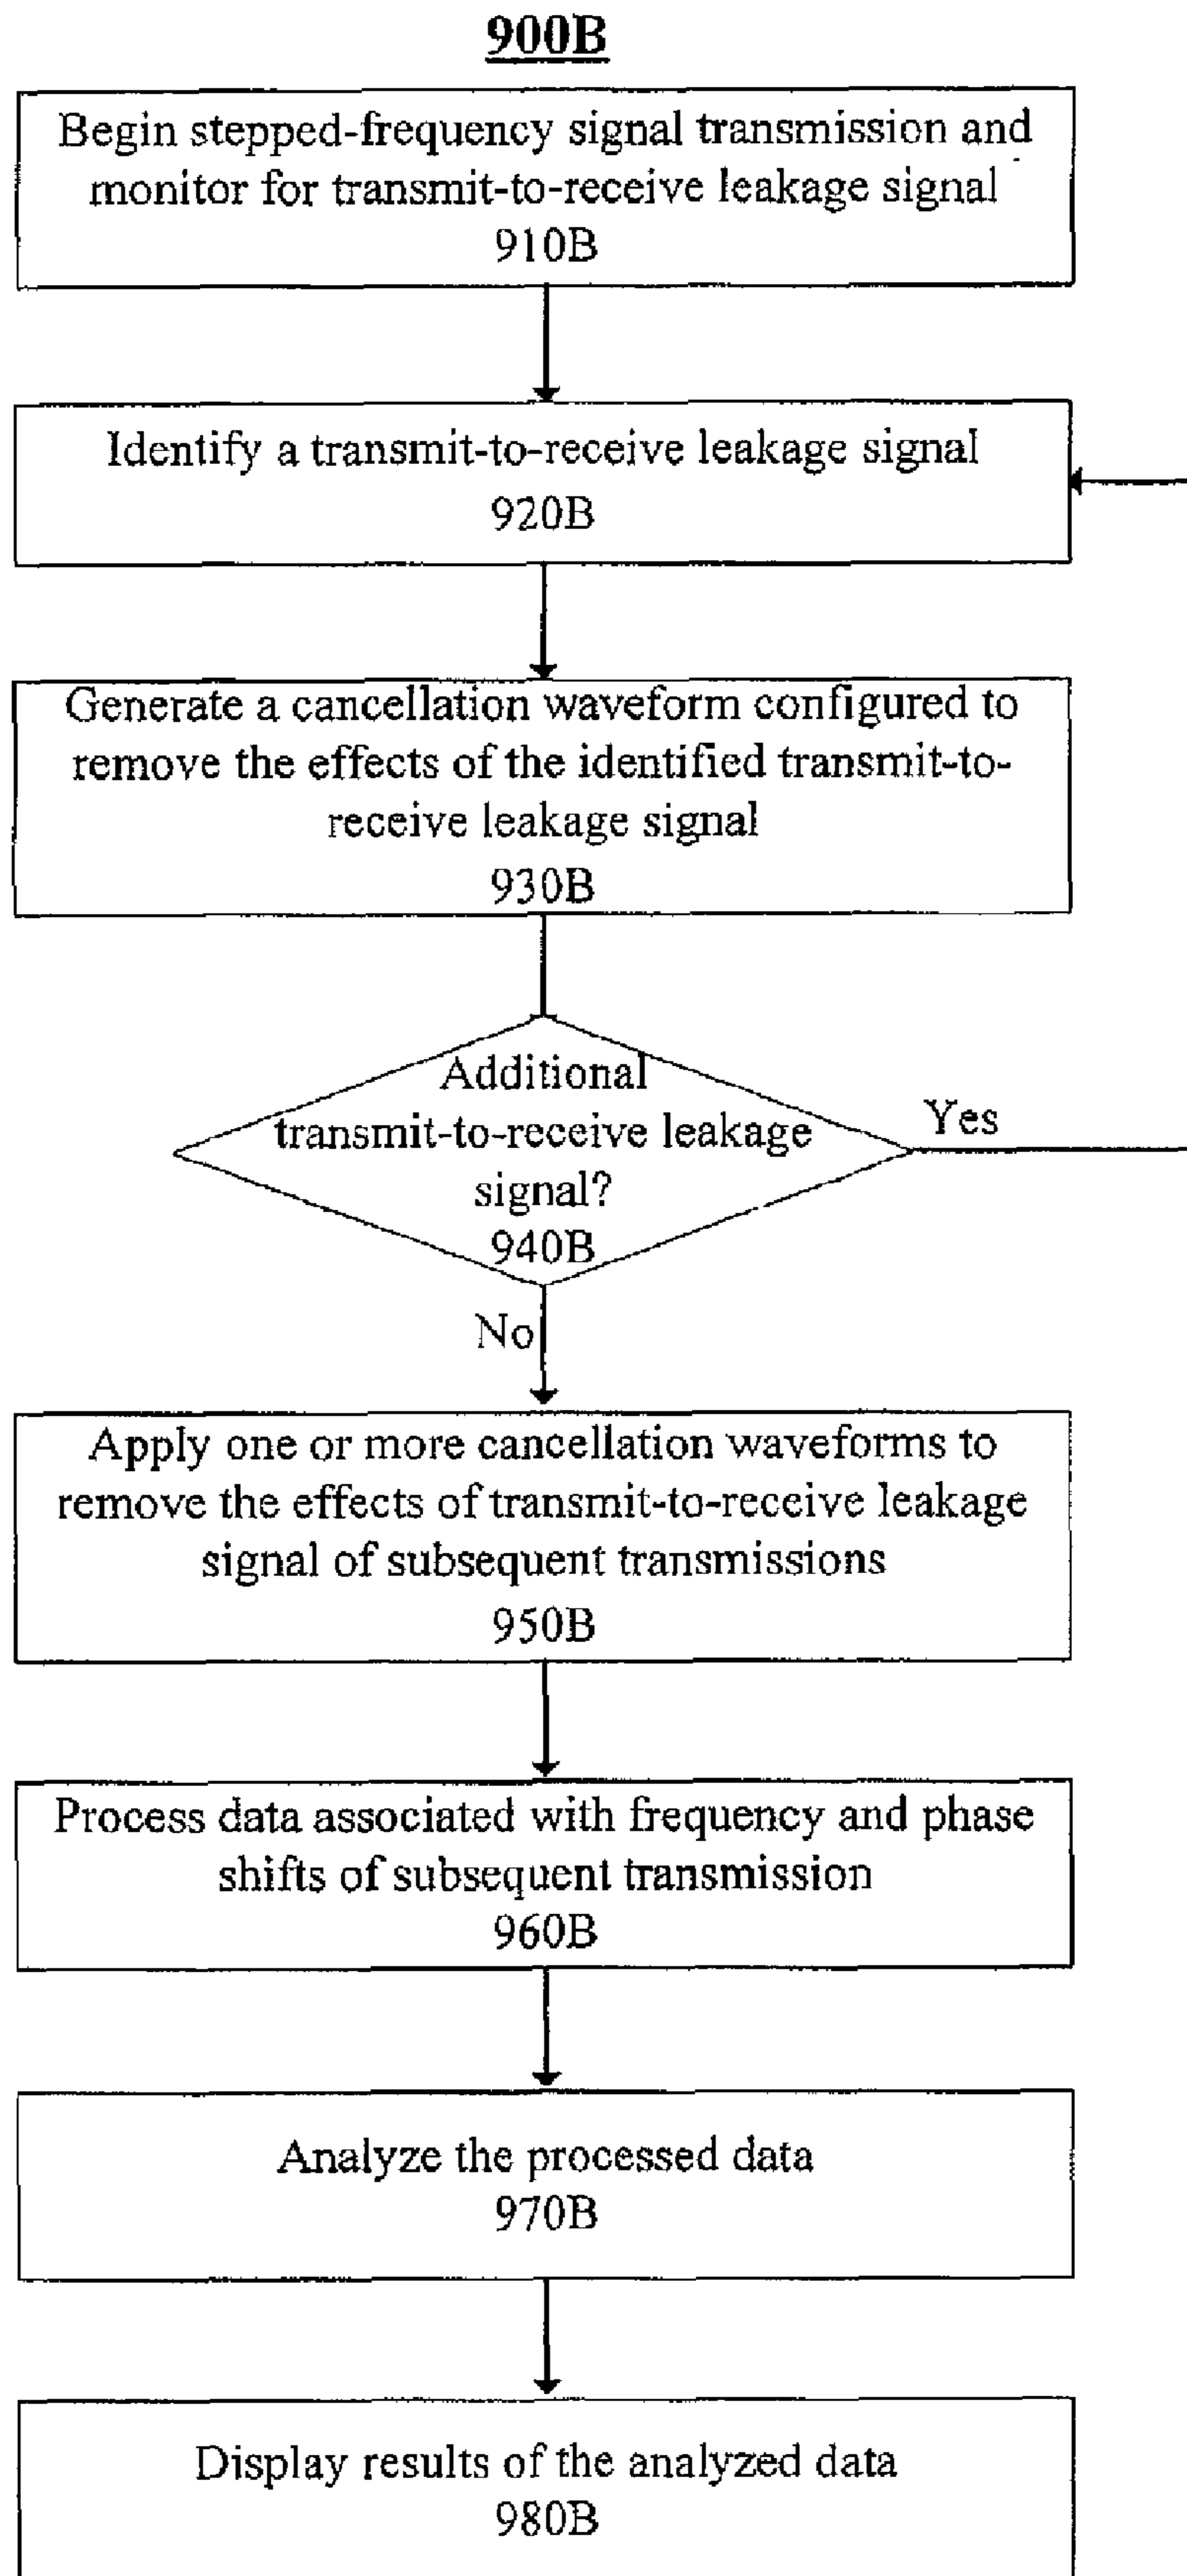 900B
Begin stepped-frequency signal transmission and
monitor for transmit-to-receive leakage signal
910B
Identify a transmit-to-receive leakage signal
920B
Generate a cancellation waveform configured to
remove the effects of the identified transmit-to-
receive leakage signal
930B
Additional
transmit-to-receive leakage
signal?
940B
Yes
No
Apply one or more cancellation waveforms to
remove the effects of transmit-to-receive leakage
signal of subsequent transmissions
950B
Process data associated with frequency and phase
shifts of subsequent transmission
960B
Analyze the processed data
970B
Display results of the analyzed data
980B